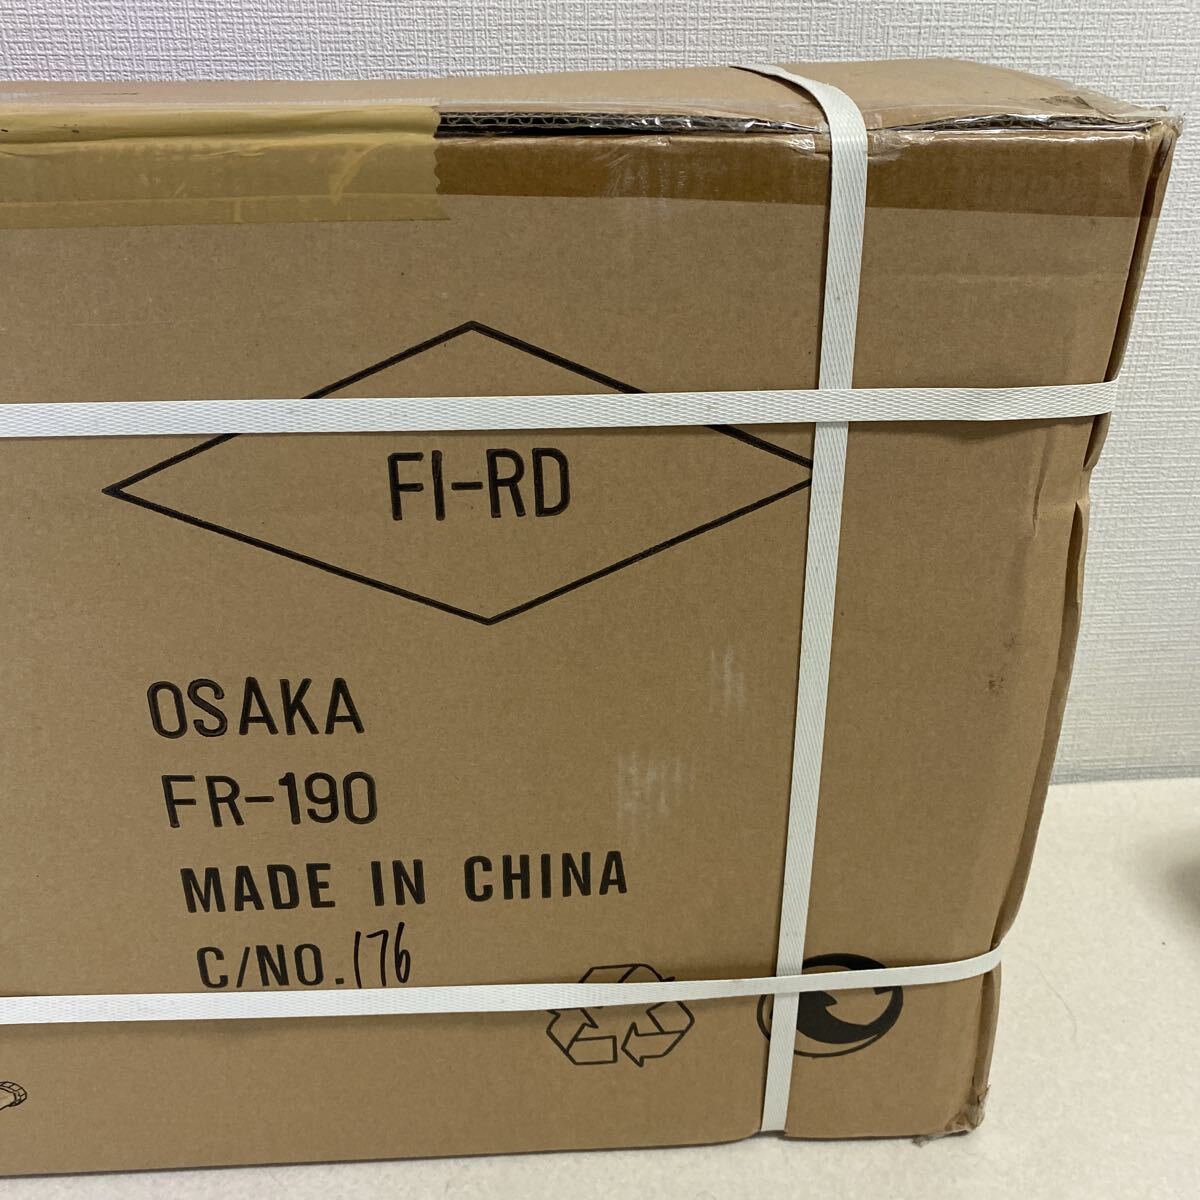 FI-RD
OSAKA
FR-190
MADE IN CHINA
C/NO.176